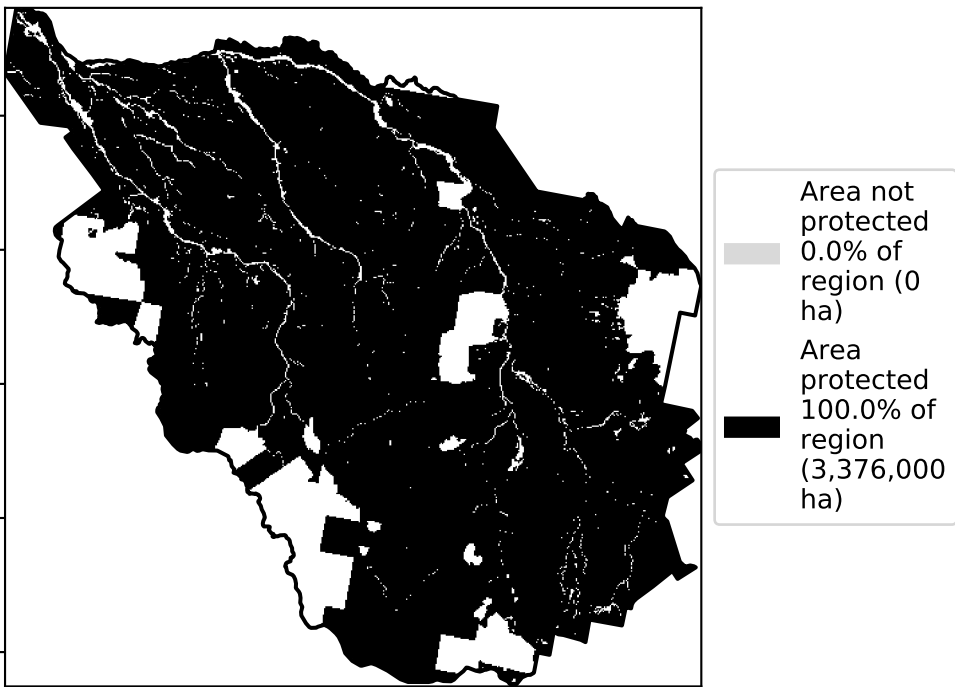 Area not
protected
0.0% of
region (0
ha)
Area
protected
100.0% of
region
(3,376,000
ha)